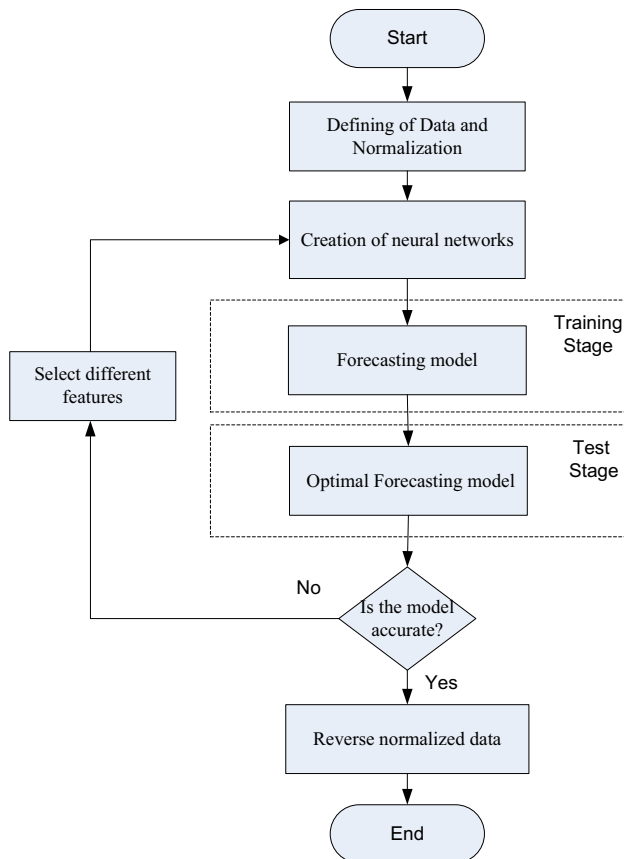 Start
Defining of Data and
Normalization
Creation of neural networks
Training
Stage
Forecasting model
Select different
features
Test
Stage
Optimal Forecasting model
No
Is the model
accurate?
Yes
Reverse normalized data
End